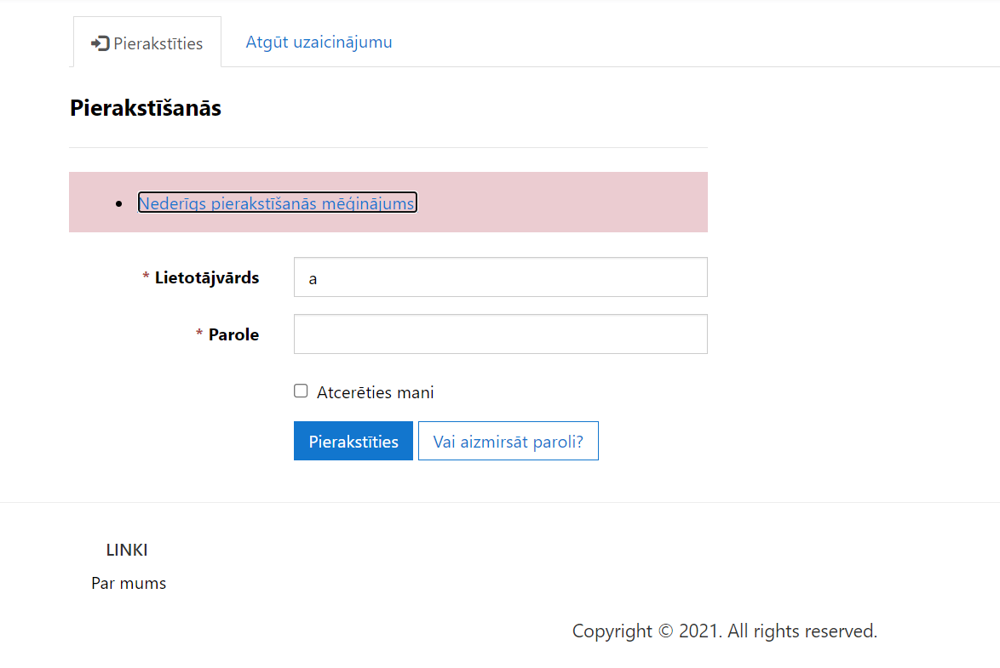 Pierakstīties Atgūt uzaicinājumu
Pierakstīšanās
Nederīgs pierakstīšanās mēģinājums
* Lietotājvārds a
* Parole
Atcerēties mani
Pierakstīties Vai aizmirsāt paroli?
LINKI
Par mums
Copyright © 2021. All rights reserved.